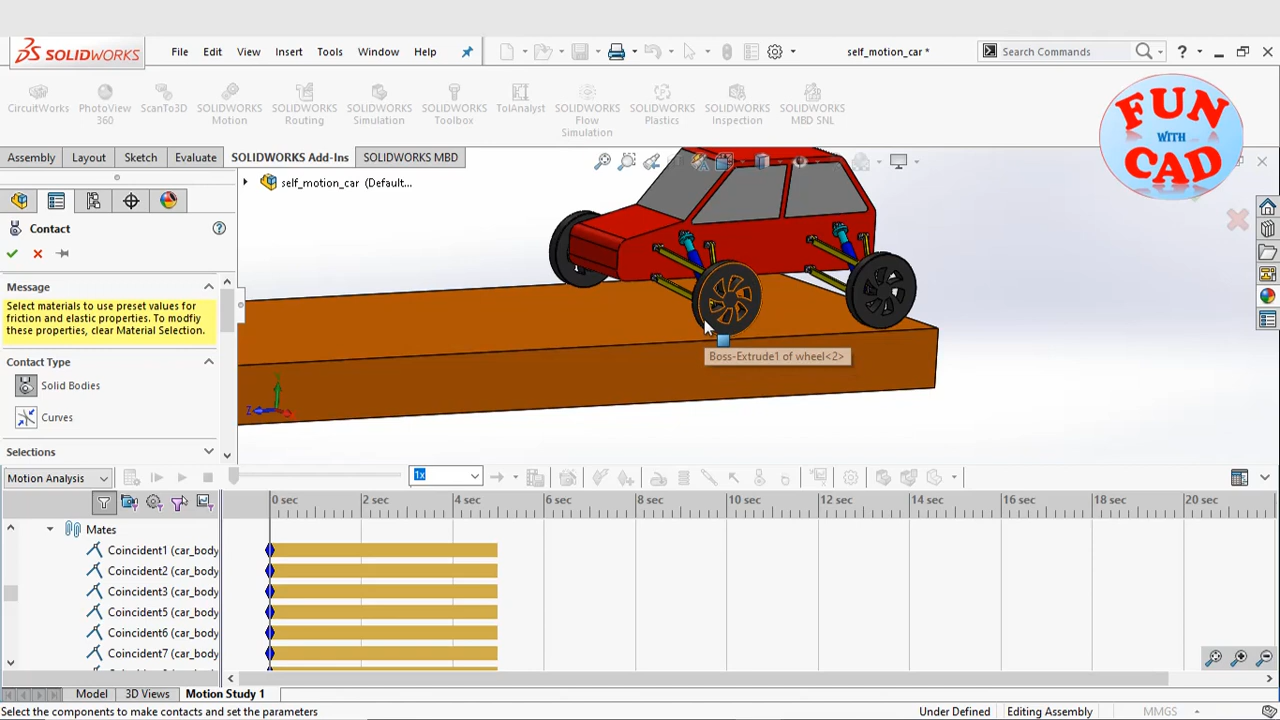 SOLIDWORKS
File Edit View Insert Tools Window Help
self_motion_car *
Search Commands
CircuitWorks
PhotoView 360
ScanTo3D
SOLIDWORKS Motion
SOLIDWORKS Routing
SOLIDWORKS Simulation
SOLIDWORKS Toolbox
TolAnalyst
SOLIDWORKS Flow Simulation
SOLIDWORKS Plastics
SOLIDWORKS Inspection
SOLIDWORKS MBD SNL
FUN
WITH
CAD
Assembly Layout Sketch Evaluate SOLIDWORKS Add-Ins SOLIDWORKS MBD
self_motion_car (Default...
Contact
Message
Select materials to use preset values for
friction and elastic properties. To modfiy
these properties, clear Material Selection.
Contact Type
Solid Bodies
Curves
Selections
Boss-Extrude1 of wheel<2>
Z
Motion Analysis
1x
0 sec 2 sec 4 sec 6 sec 8 sec 10 sec 12 sec 14 sec 16 sec 18 sec 20 sec
Mates
Coincident1 (car_body
Coincident2 (car_body
Coincident3 (car_body
Coincident5 (car_body
Coincident6 (car_body
Coincident7 (car_body
Model 3D Views Motion Study 1
Select the components to make contacts and set the parameters
Under Defined Editing Assembly MMGS